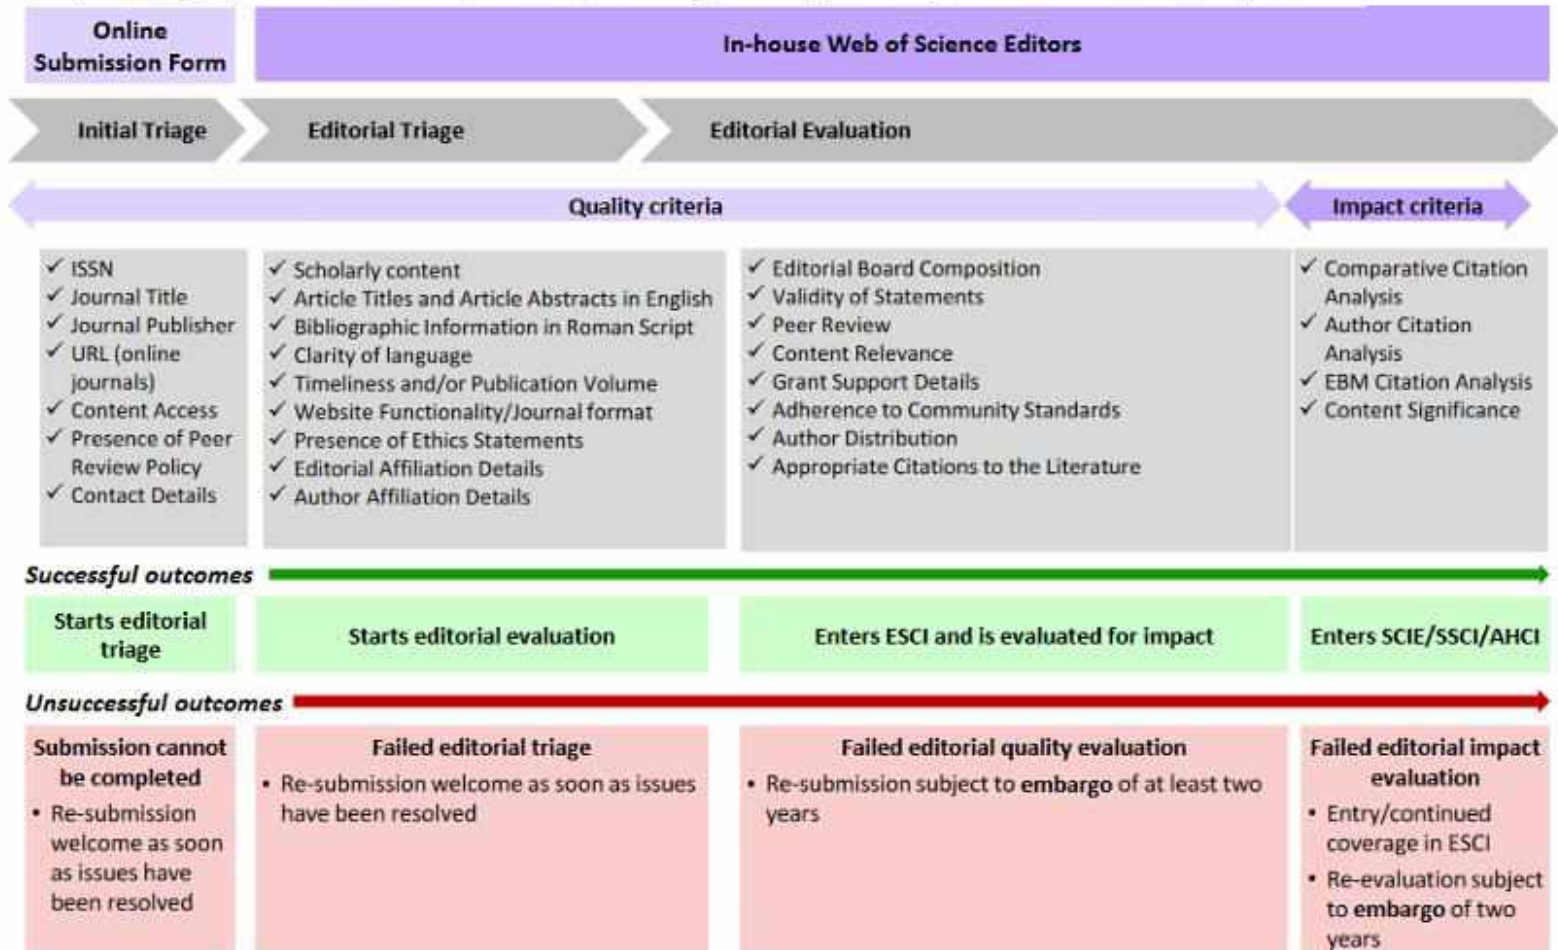 Online
Submission Form
In-house Web of Science Editors
Initial Triage
Editorial Triage
Editorial Evaluation
Quality criteria
Impact criteria
✓ ISSN
✓ Journal Title
✓ Journal Publisher
✓ URL (online
journals)
✓ Content Access
✓ Presence of Peer
Review Policy
✓ Contact Details
✓ Scholarly content
✓ Article Titles and Article Abstracts in English
✓ Bibliographic Information in Roman Script
✓ Clarity of language
✓ Timeliness and/or Publication Volume
✓ Website Functionality/Journal format
✓ Presence of Ethics Statements
✓ Editorial Affiliation Details
✓ Author Affiliation Details
✓ Editorial Board Composition
✓ Validity of Statements
✓ Peer Review
✓ Content Relevance
✓ Grant Support Details
✓ Adherence to Community Standards
✓ Author Distribution
✓ Appropriate Citations to the Literature
✓ Comparative Citation
Analysis
✓ Author Citation
Analysis
✓ EBM Citation Analysis
✓ Content Significance
Successful outcomes
Starts editorial
triage
Starts editorial evaluation
Enters ESCI and is evaluated for impact
Enters SCIE/SSCI/AHCI
Unsuccessful outcomes
Submission cannot
be completed
• Re-submission
welcome as soon
as issues have
been resolved
Failed editorial triage
• Re-submission welcome as soon as issues
have been resolved
Failed editorial quality evaluation
• Re-submission subject to embargo of at least two
years
Failed editorial impact
evaluation
• Entry/continued
coverage in ESCI
• Re-evaluation subject
to embargo of two
years